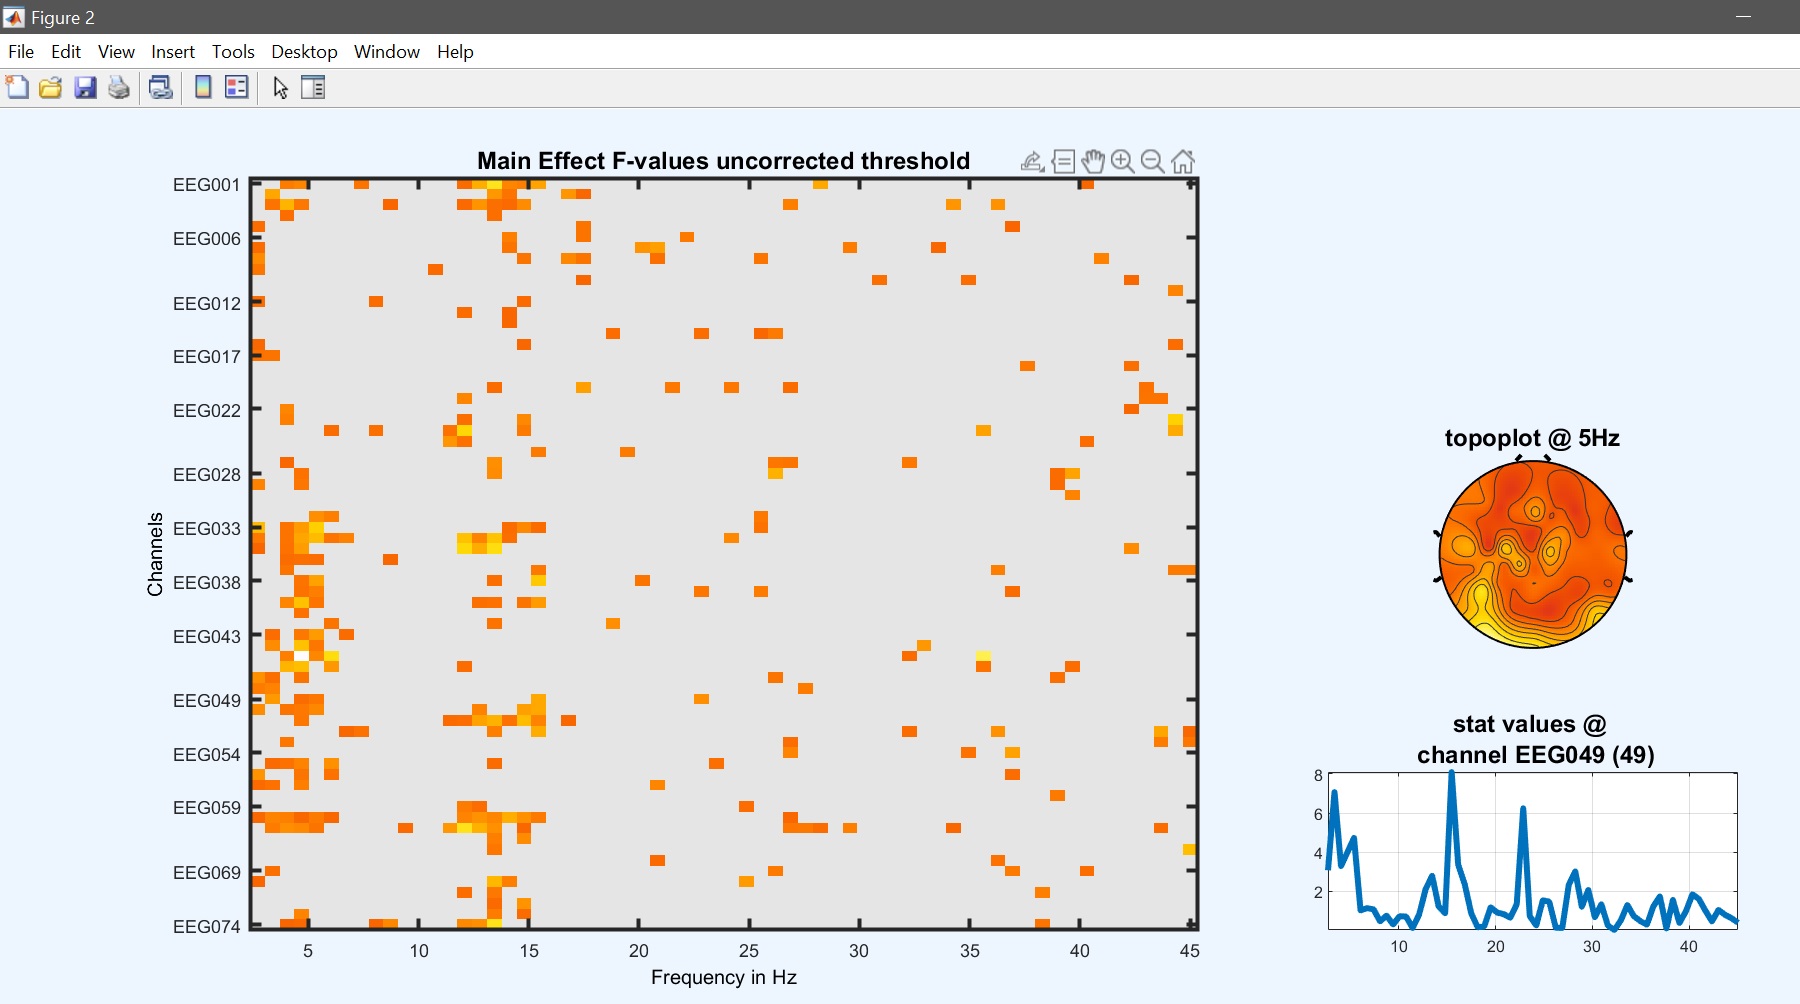 Figure 2
File Edit View Insert Tools Desktop Window Help
Main Effect F-values uncorrected threshold
EEG001
EEG006
EEG012
EEG017
EEG022
EEG028
EEG033
EEG038
EEG043
EEG049
EEG054
EEG059
EEG069
EEG074
Channels
5 10 15 20 25 30 35 40 45
Frequency in Hz
topoplot @ 5Hz
stat values @
channel EEG049 (49)
8
6
4
2
10 20 30 40